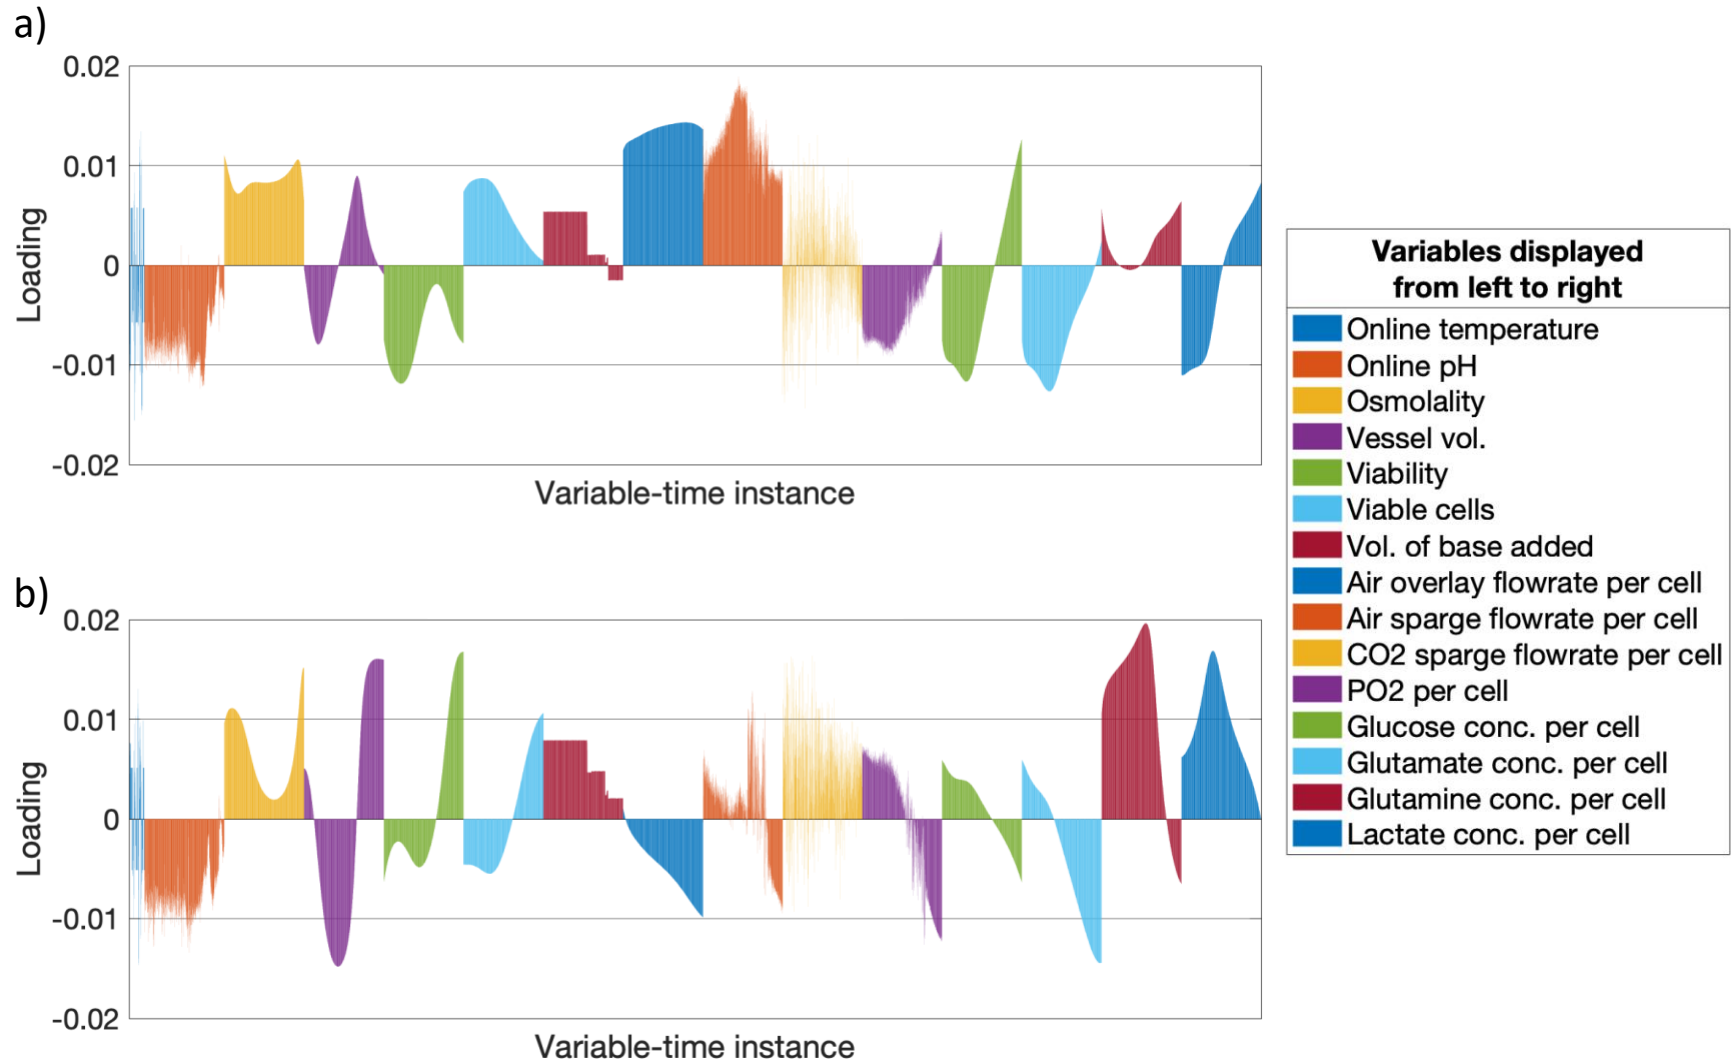 a)
0.02
0.01
0
-0.01
-0.02
Loading
Variable-time instance
b)
0.02
0.01
0
-0.01
-0.02
Loading
Variable-time instance
Variables displayed
from left to right
Online temperature
Online pH
Osmolality
Vessel vol.
Viability
Viable cells
Vol. of base added
Air overlay flowrate per cell
Air sparge flowrate per cell
CO2 sparge flowrate per cell
PO2 per cell
Glucose conc. per cell
Glutamate conc. per cell
Glutamine conc. per cell
Lactate conc. per cell